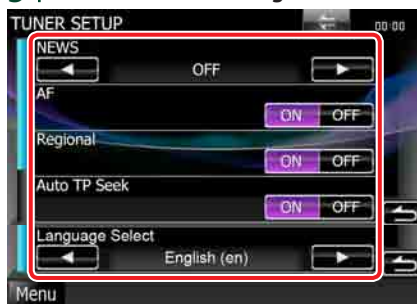 TUNER SETUP
00:00
NEWS
OFF
AF
ON OFF
Regional
ON OFF
Auto TP Seek
ON OFF
Language Select
English (en)
Menu